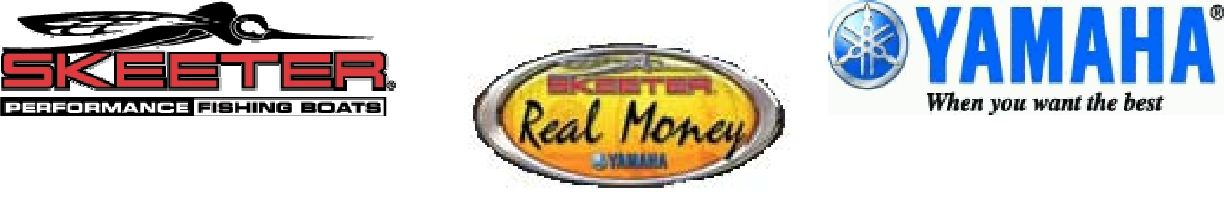 SKEETER®
PERFORMANCE FISHING BOATS
SKEETER
Real Money
YAMAHA
YAMAHA®
When you want the best